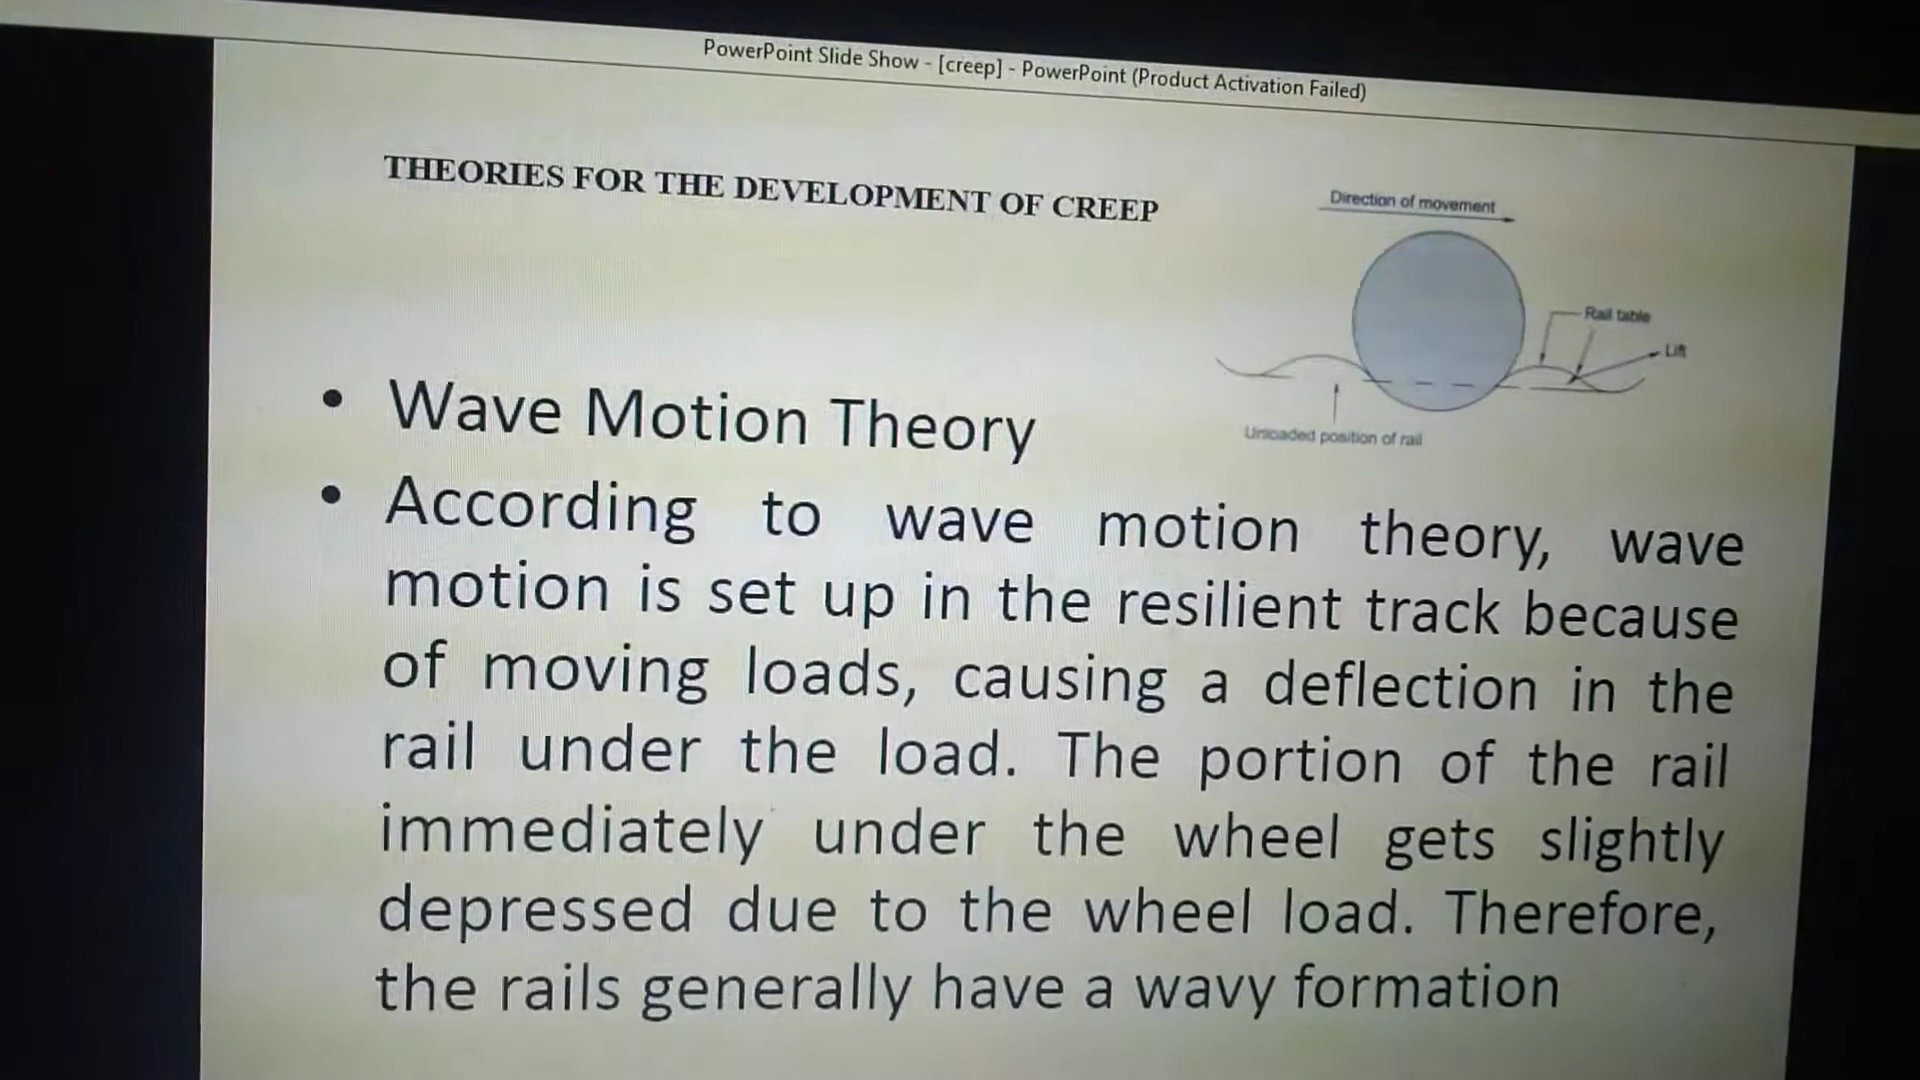 PowerPoint Slide Show - [creep] - PowerPoint (Product Activation Failed)
THEORIES FOR THE DEVELOPMENT OF CREEP
Direction of movement
Rail table
Lift
Unloaded position of rail
• Wave Motion Theory
• According to wave motion theory, wave
motion is set up in the resilient track because
of moving loads, causing a deflection in the
rail under the load. The portion of the rail
immediately under the wheel gets slightly
depressed due to the wheel load. Therefore,
the rails generally have a wavy formation